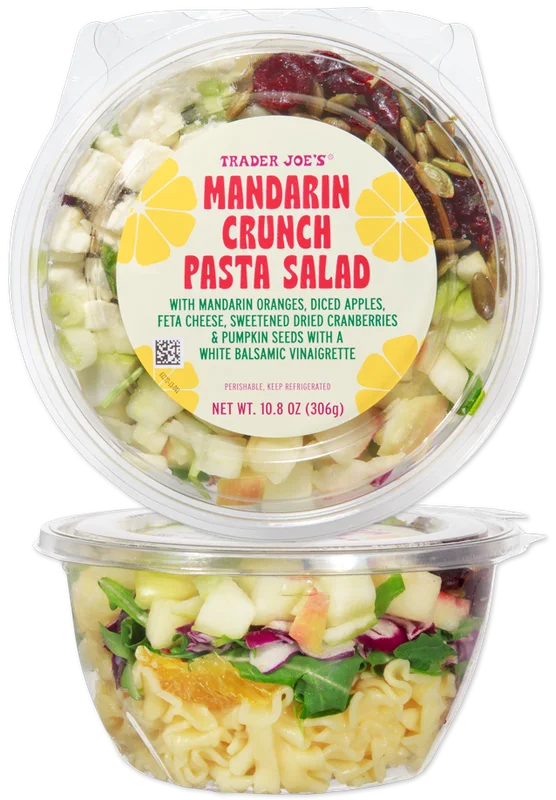 TRADER JOE'S®
MANDARIN
CRUNCH
PASTA SALAD
WITH MANDARIN ORANGES, DICED APPLES,
FETA CHEESE, SWEETENED DRIED CRANBERRIES
& PUMPKIN SEEDS WITH A
WHITE BALSAMIC VINAIGRETTE
PERISHABLE, KEEP REFRIGERATED
NET WT. 10.8 OZ (306g)